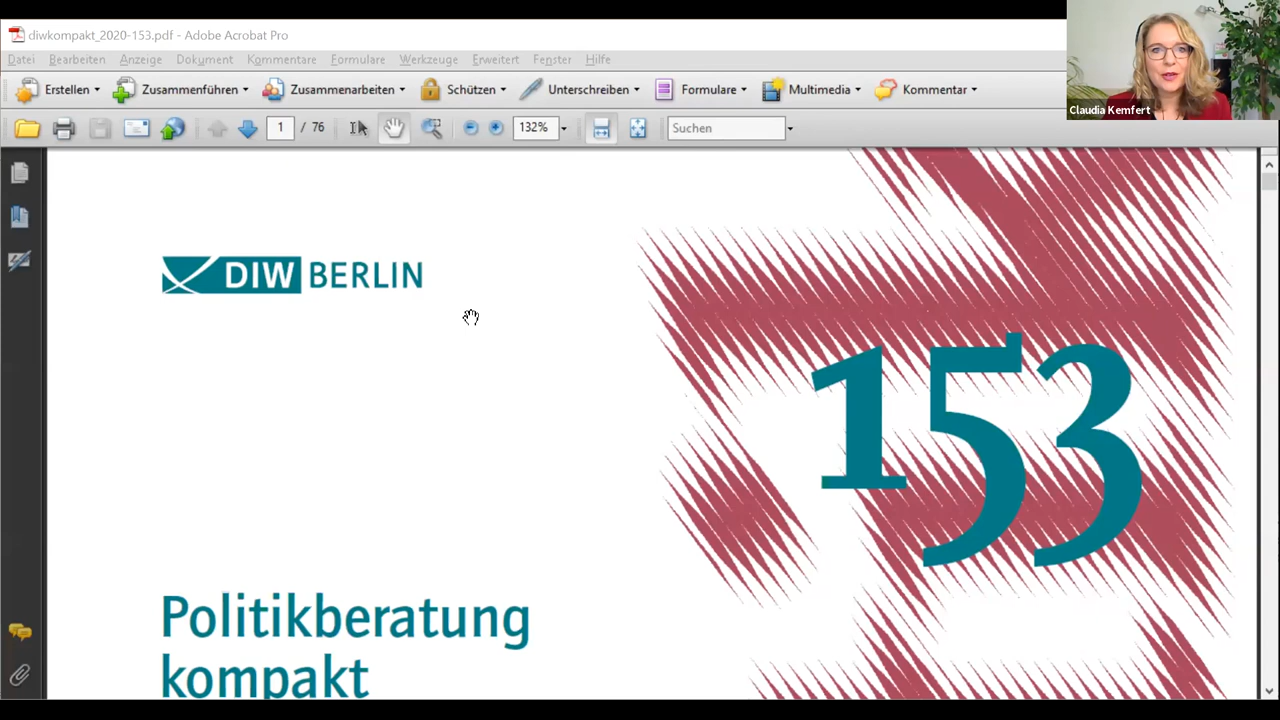 diwkompakt_2020-153.pdf - Adobe Acrobat Pro
Datei Bearbeiten Anzeige Dokument Kommentare Formulare Werkzeuge Erweitert Fenster Hilfe
Erstellen Zusammenführen Zusammenarbeiten Schützen Unterschreiben Formulare Multimedia Kommentar
1 / 76 132% Suchen
Claudia Kemfert
DIW BERLIN
153
Politikberatung
kompakt